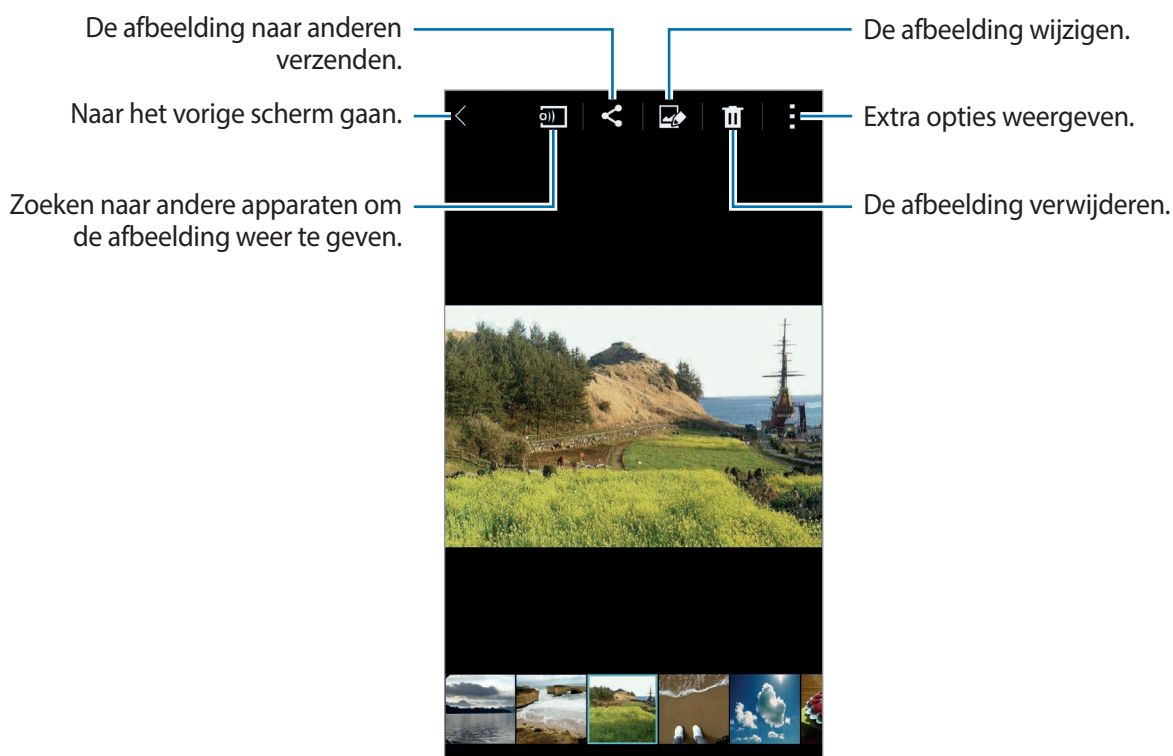 De afbeelding naar anderen
verzenden.
De afbeelding wijzigen.
Naar het vorige scherm gaan.
Extra opties weergeven.
Zoeken naar andere apparaten om
de afbeelding weer te geven.
De afbeelding verwijderen.